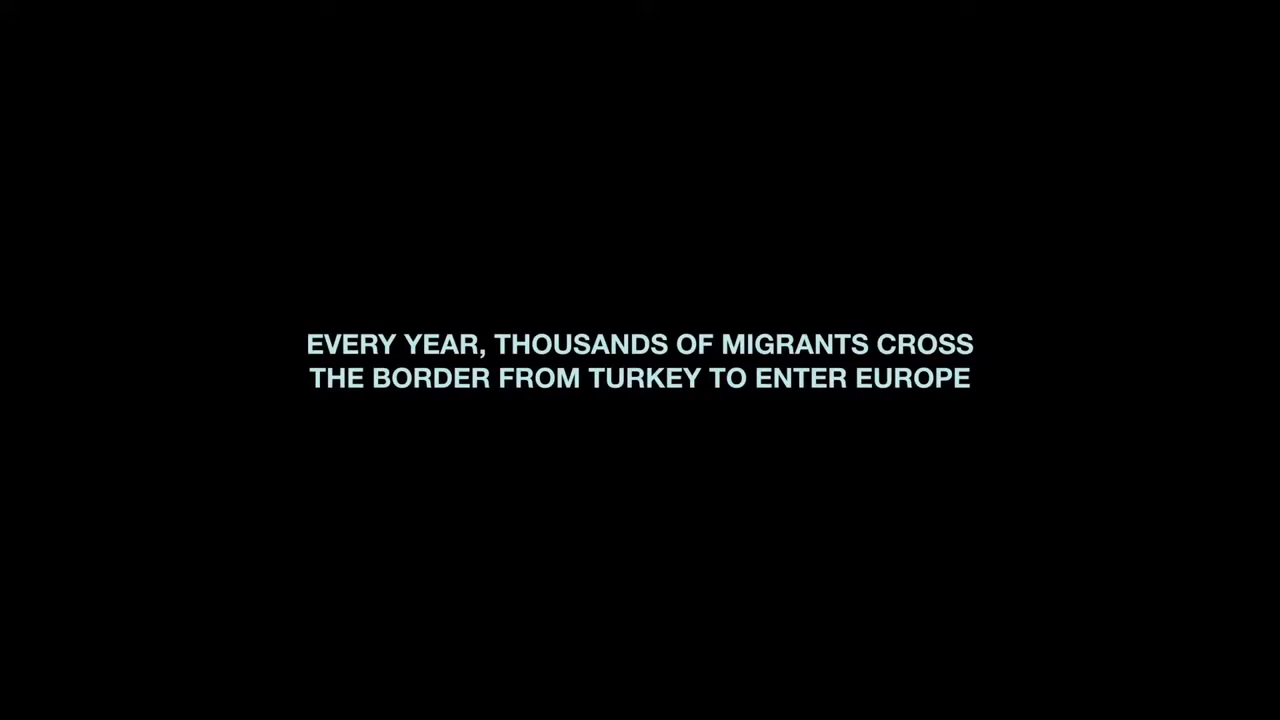 EVERY YEAR, THOUSANDS OF MIGRANTS CROSS
THE BORDER FROM TURKEY TO ENTER EUROPE